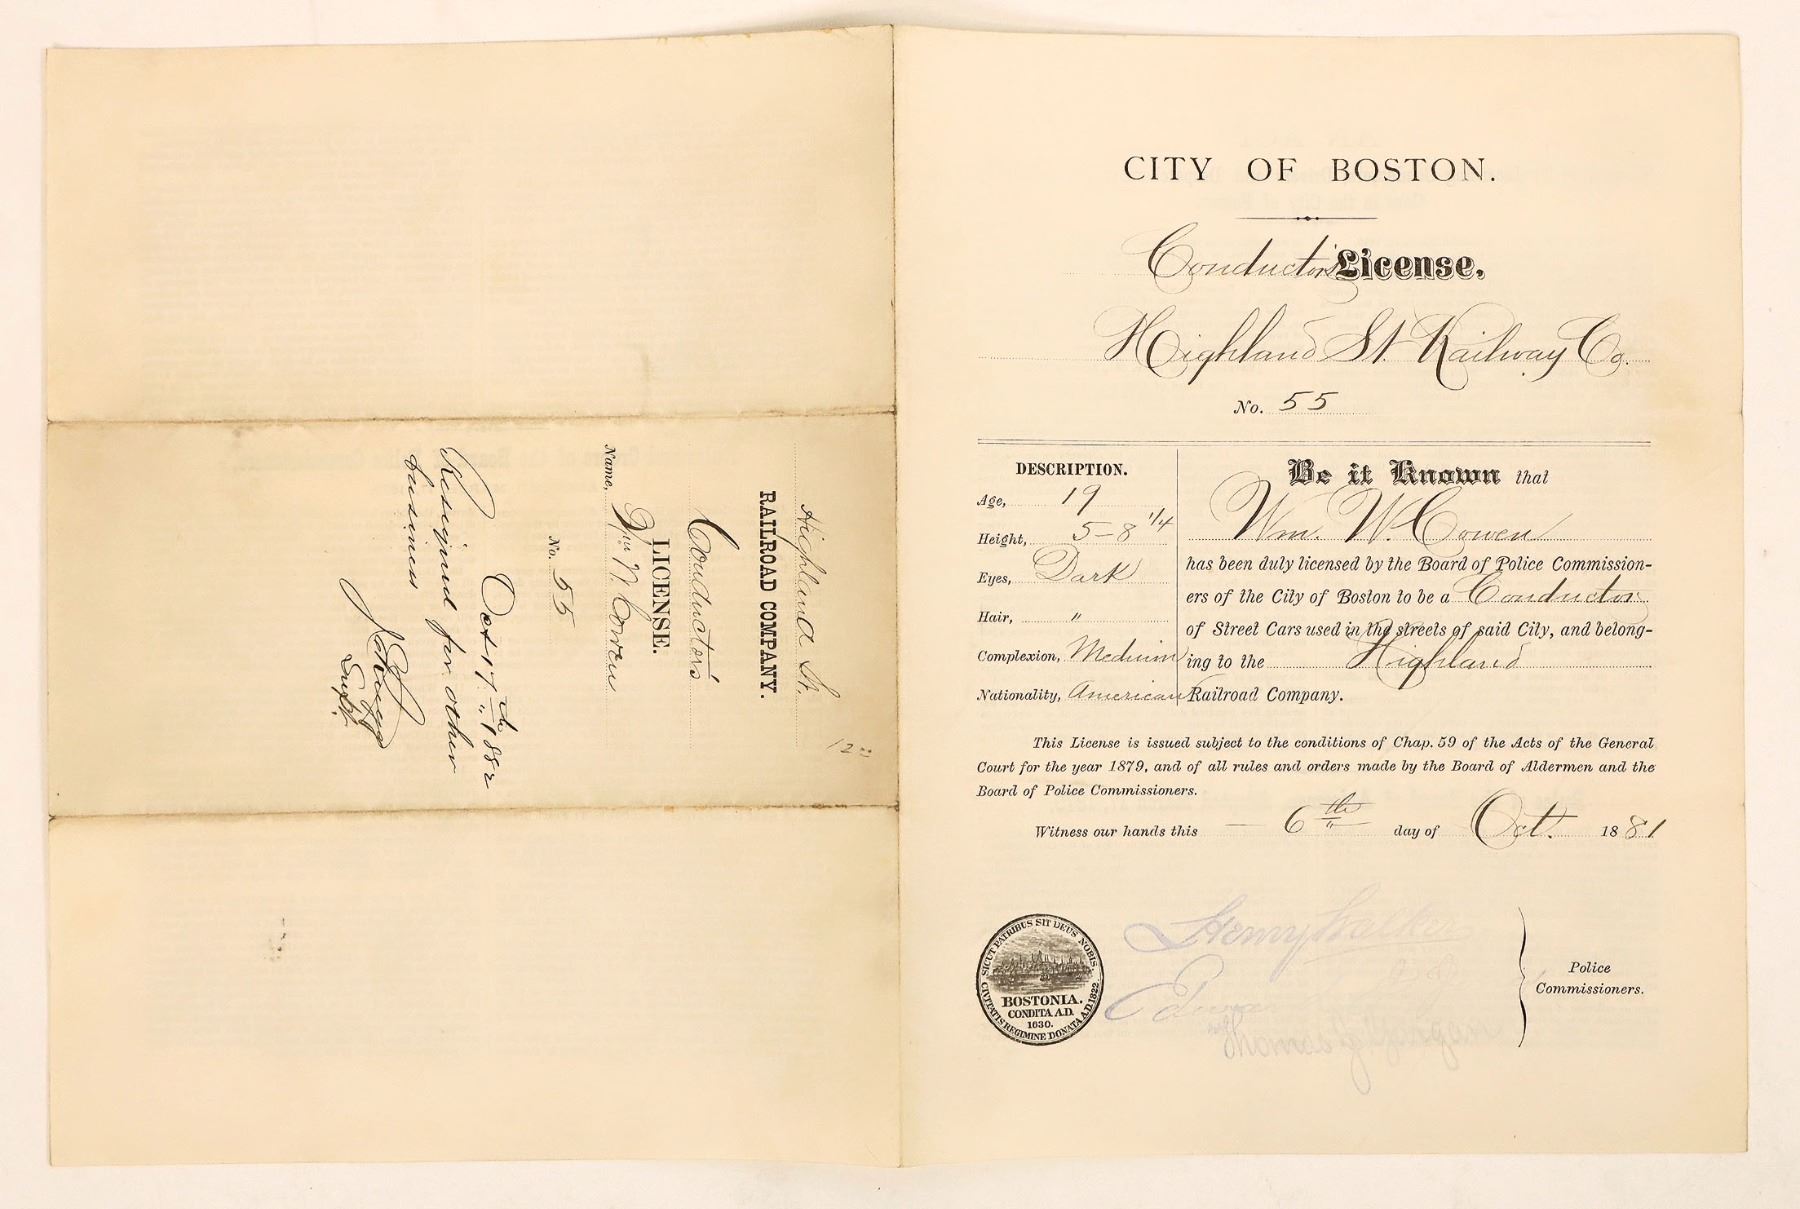 Highland St.
RAILROAD COMPANY.
Conductor's
LICENSE.
Name, Wm W. Cowen
No. 55
Oct 17th 1882
Resigned for other
business
Supt.
12
CITY OF BOSTON.
Conductor's License,
Highland St. Railway Co.
No. 55
DESCRIPTION.
Age, 19
Height, 5-8 1/4
Eyes, Dark
Hair, "
Complexion, Medium
Nationality, American
Be it Known that
Wm. W. Cowen
has been duly licensed by the Board of Police Commission-
ers of the City of Boston to be a Conductor
of Street Cars used in the streets of said City, and belong-
ing to the Highland
Railroad Company.
This License is issued subject to the conditions of Chap. 59 of the Acts of the General
Court for the year 1879, and of all rules and orders made by the Board of Aldermen and the
Board of Police Commissioners.
Witness our hands this 6th day of Oct. 1881
SICUT PATRIBUS SIT DEUS NOBIS.
CIVITATIS REGIMINE DONATA A.D. 1822.
BOSTONIA.
CONDITA A.D.
1630.
Henry Walker
Edward
Thomas J. Gargan
Police
Commissioners.